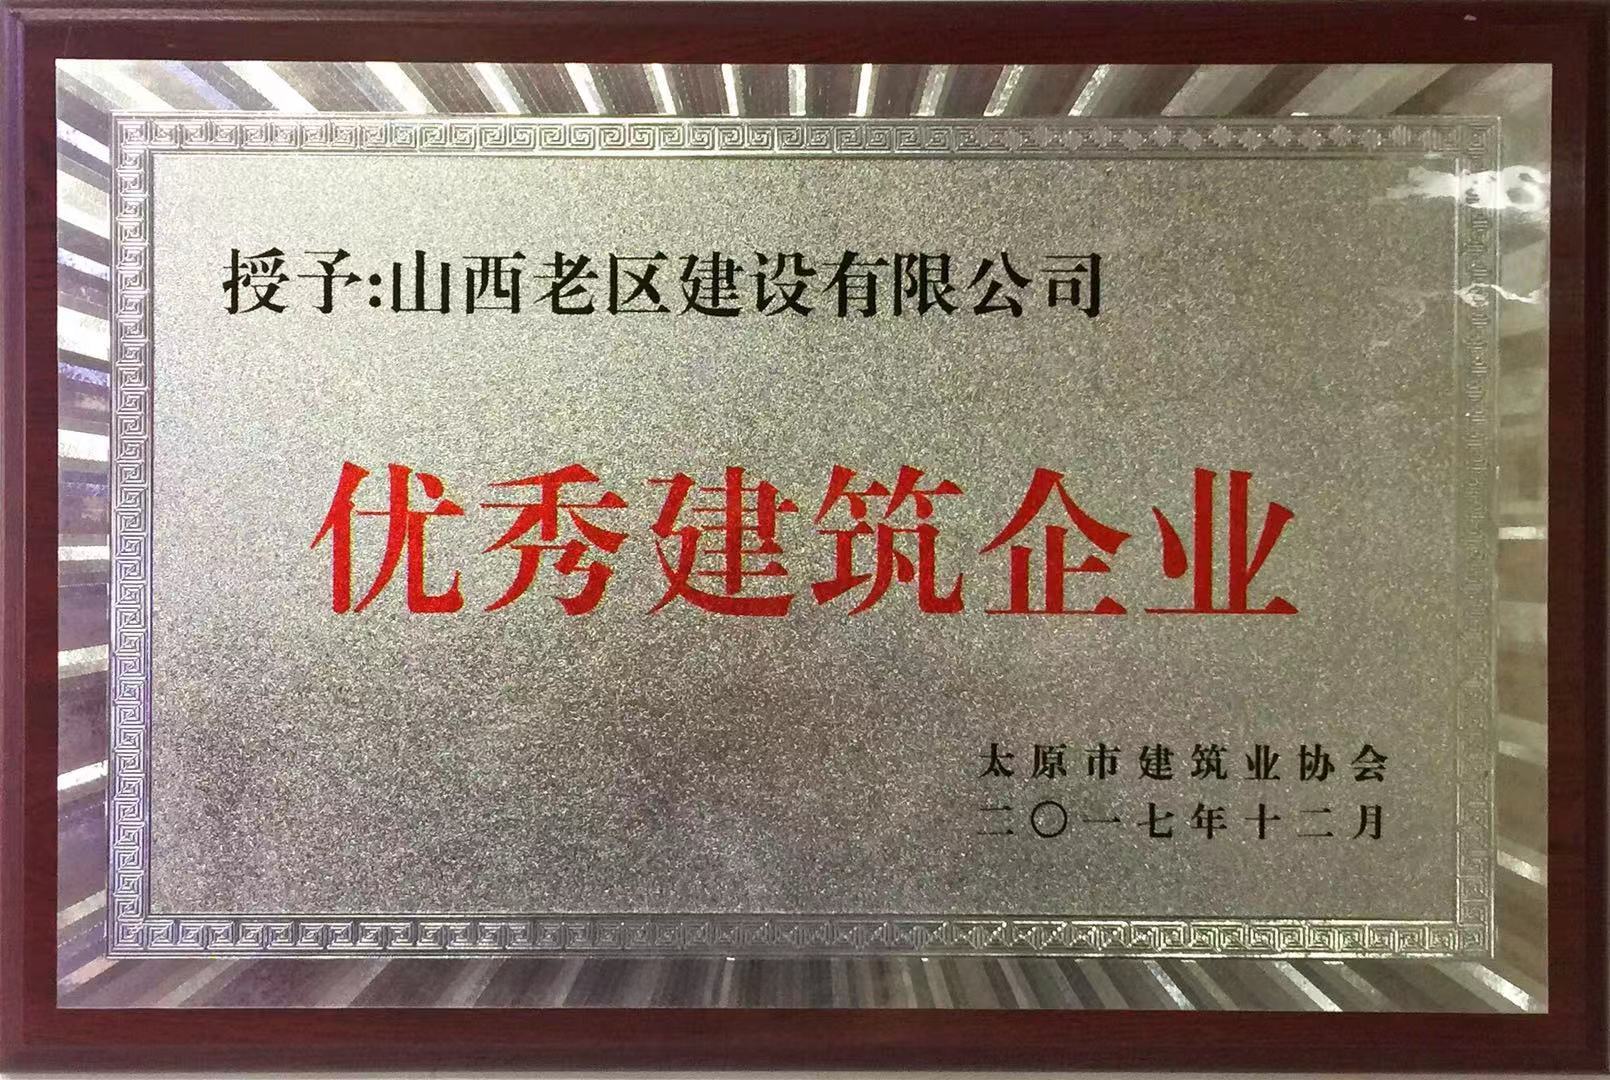 授予:山西老区建设有限公司
优秀建筑企业
太原市建筑业协会
二〇一七年十二月